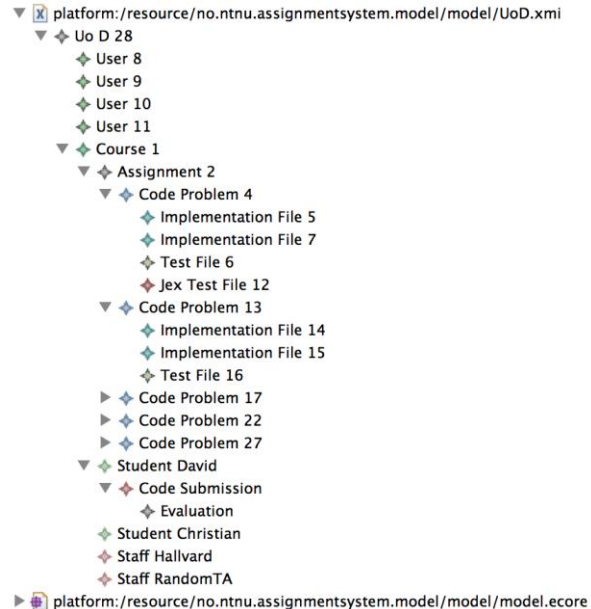 platform:/resource/no.ntnu.assignmentsystem.model/model/UoD.xmi
Uo D 28
User 8
User 9
User 10
User 11
Course 1
Assignment 2
Code Problem 4
Implementation File 5
Implementation File 7
Test File 6
Jex Test File 12
Code Problem 13
Implementation File 14
Implementation File 15
Test File 16
Code Problem 17
Code Problem 22
Code Problem 27
Student David
Code Submission
Evaluation
Student Christian
Staff Hallvard
Staff RandomTA
platform:/resource/no.ntnu.assignmentsystem.model/model/model.ecore